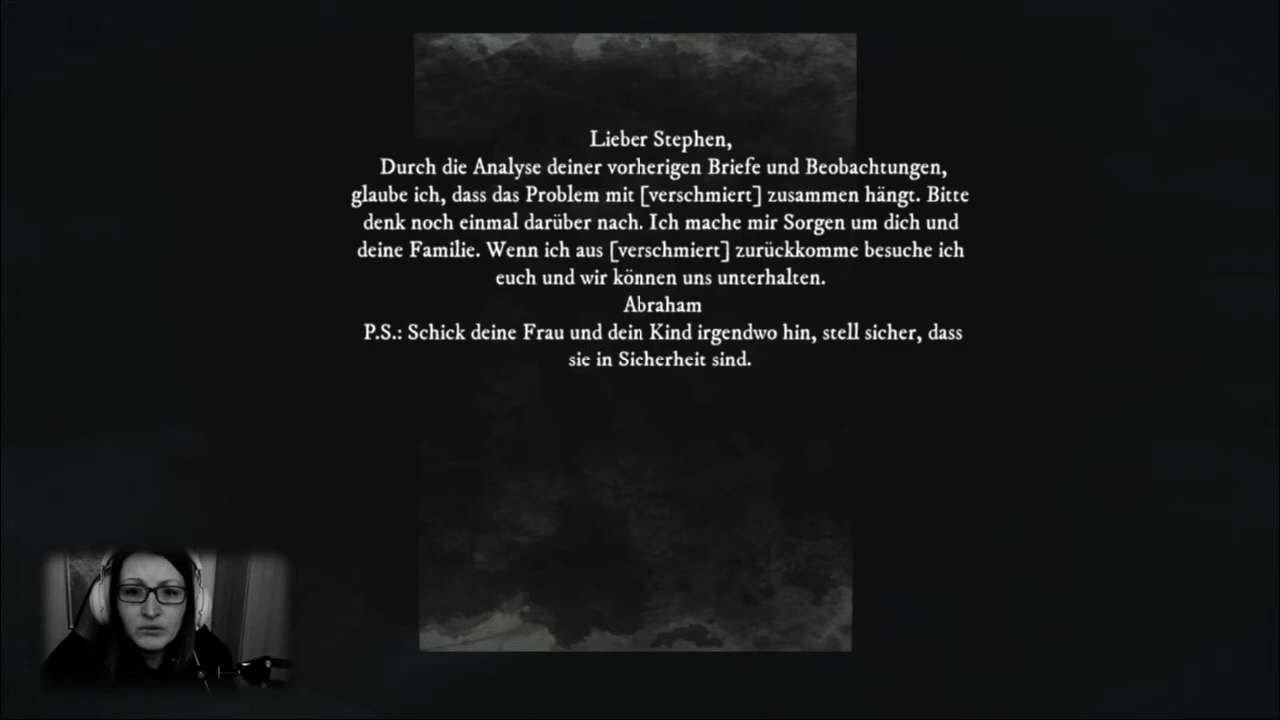 Lieber Stephen,
Durch die Analyse deiner vorherigen Briefe und Beobachtungen,
glaube ich, dass das Problem mit [verschmiert] zusammen hängt. Bitte
denk noch einmal darüber nach. Ich mache mir Sorgen um dich und
deine Familie. Wenn ich aus [verschmiert] zurückkomme besuche ich
euch und wir können uns unterhalten.
Abraham
P.S.: Schick deine Frau und dein Kind irgendwo hin, stell sicher, dass
sie in Sicherheit sind.